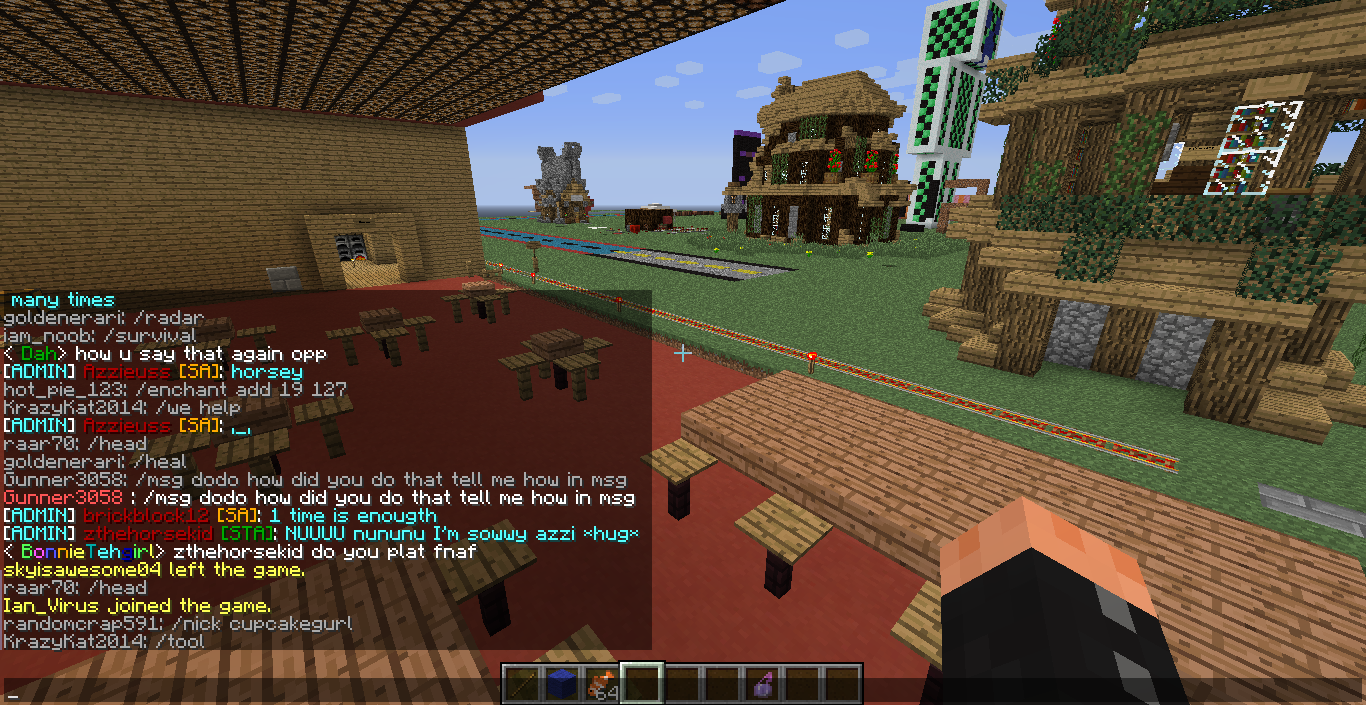 many times
goldenerari: /radar
iam_noob: /survival
< Dah> how u say that again opp
[ADMIN] Azzieuss [SA]: horsey
hot_pie_123: /enchant add 19 127
KrazyKat2014: /we help
[ADMIN] Azzieuss [SA]: ._.
raar70: /head
goldenerari: /heal
Gunner3058: /msg dodo how did you do that tell me how in msg
Gunner3058 : /msg dodo how did you do that tell me how in msg
[ADMIN] brickblock12 [SA]: 1 time is enougth
[ADMIN] zthehorsekid [STA]: NUUUU nununu I'm sowwy azzi *hug*
< BonnieTehgirl> zthehorsekid do you plat fnaf
skyisawesome04 left the game.
raar70: /head
Ian_Virus joined the game.
randomcrap591: /nick cupcakegurl
KrazyKat2014: /tool
_
64